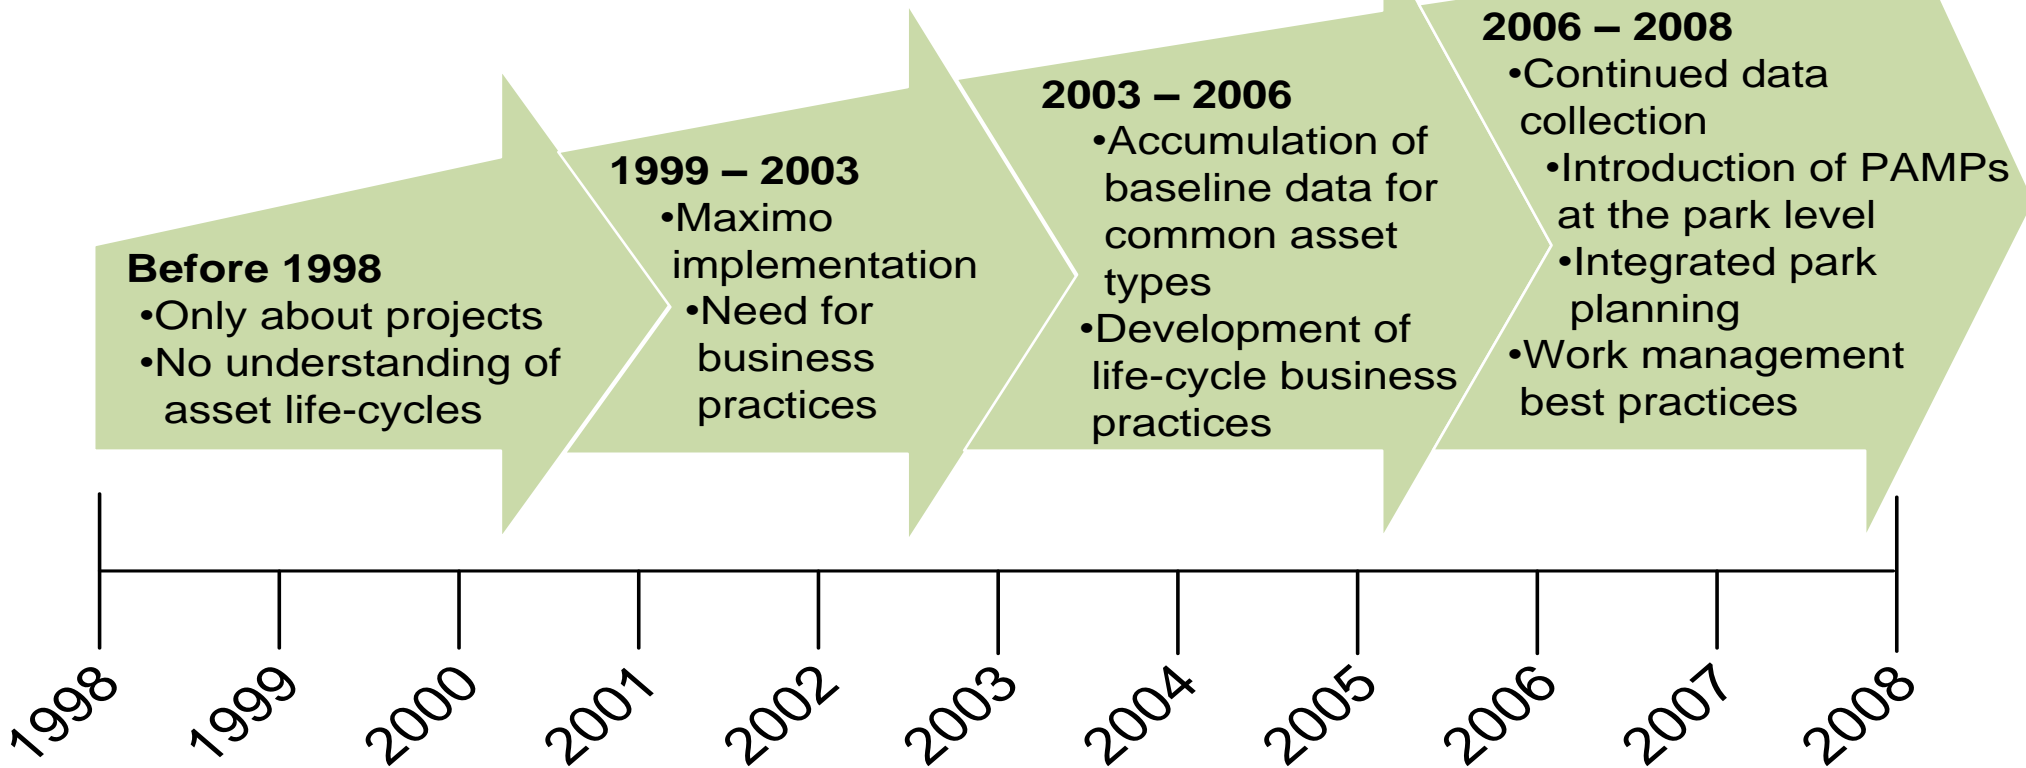 Before 1998
•Only about projects
•No understanding of
asset life-cycles
1999 – 2003
•Maximo
implementation
•Need for
business
practices
2003 – 2006
•Accumulation of
baseline data for
common asset
types
•Development of
life-cycle business
practices
2006 – 2008
•Continued data
collection
•Introduction of PAMPs
at the park level
•Integrated park
planning
•Work management
best practices
1998
1999
2000
2001
2002
2003
2004
2005
2006
2007
2008